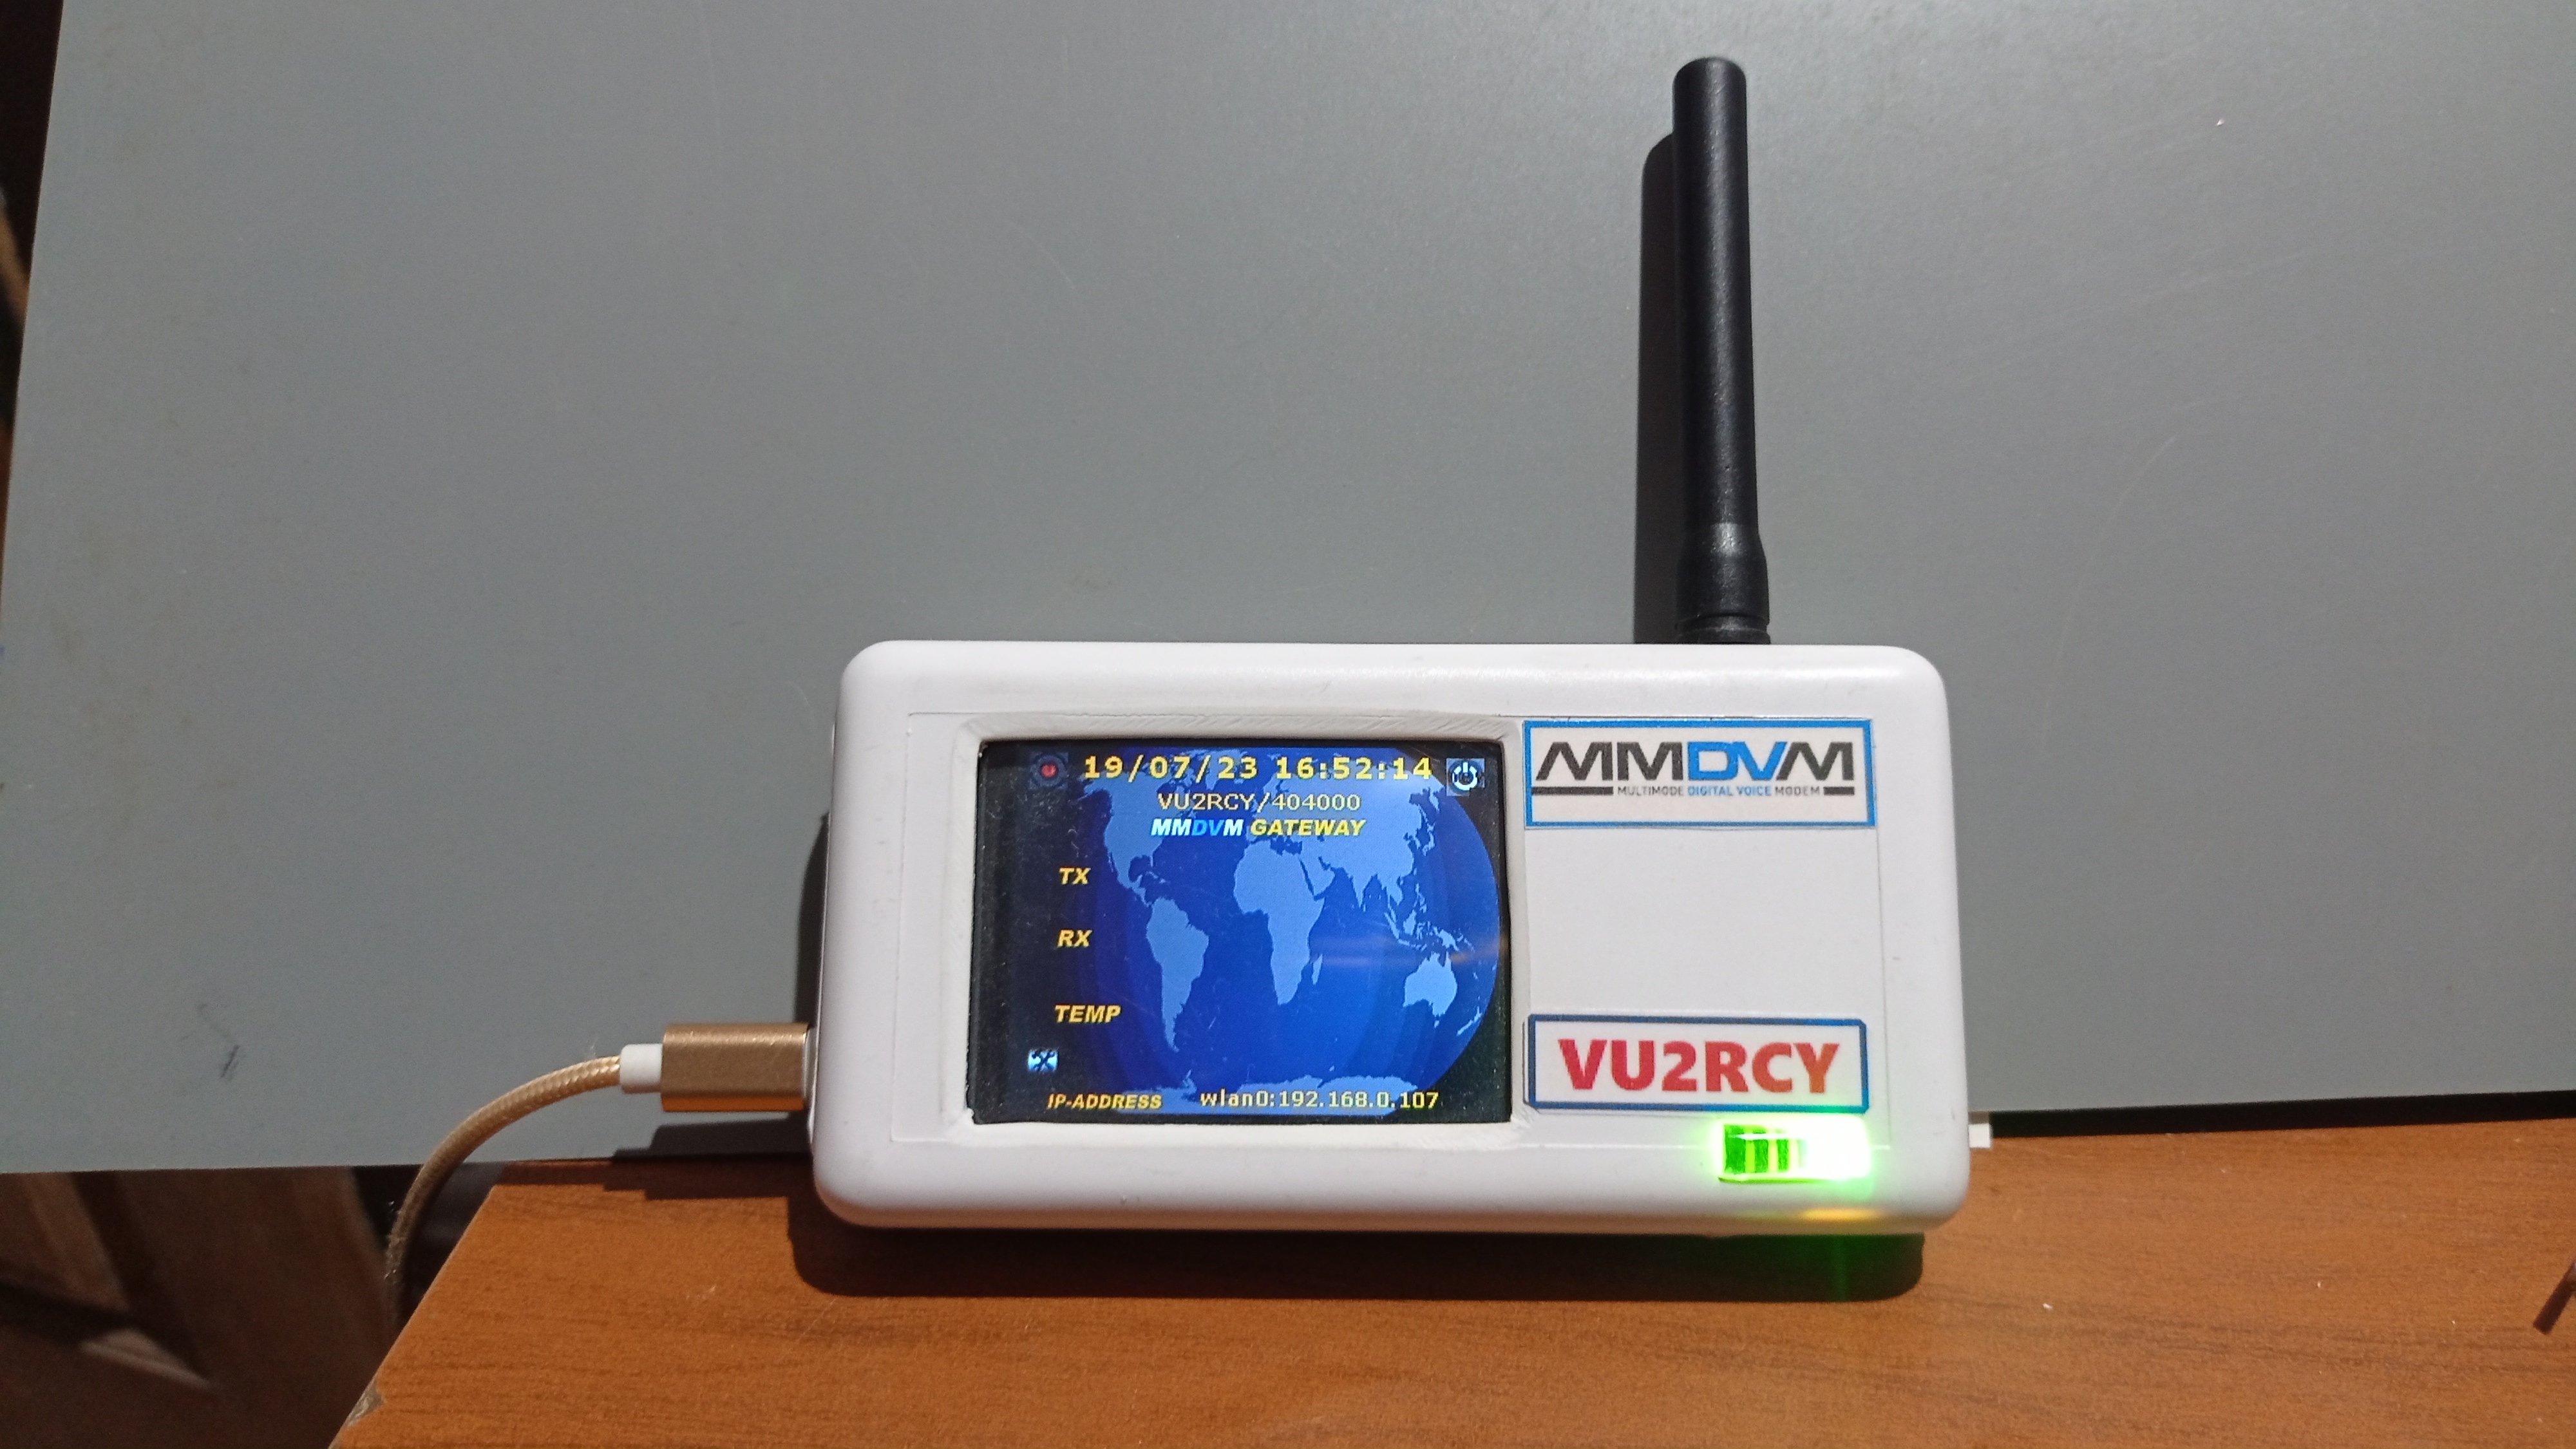 19/07/23 16:52:14
VU2RCY/404000
MMDVM GATEWAY
TX
RX
TEMP
IP-ADDRESS wlan0:192.168.0.107
MMDVM
MULTIMODE DIGITAL VOICE MODEM
VU2RCY